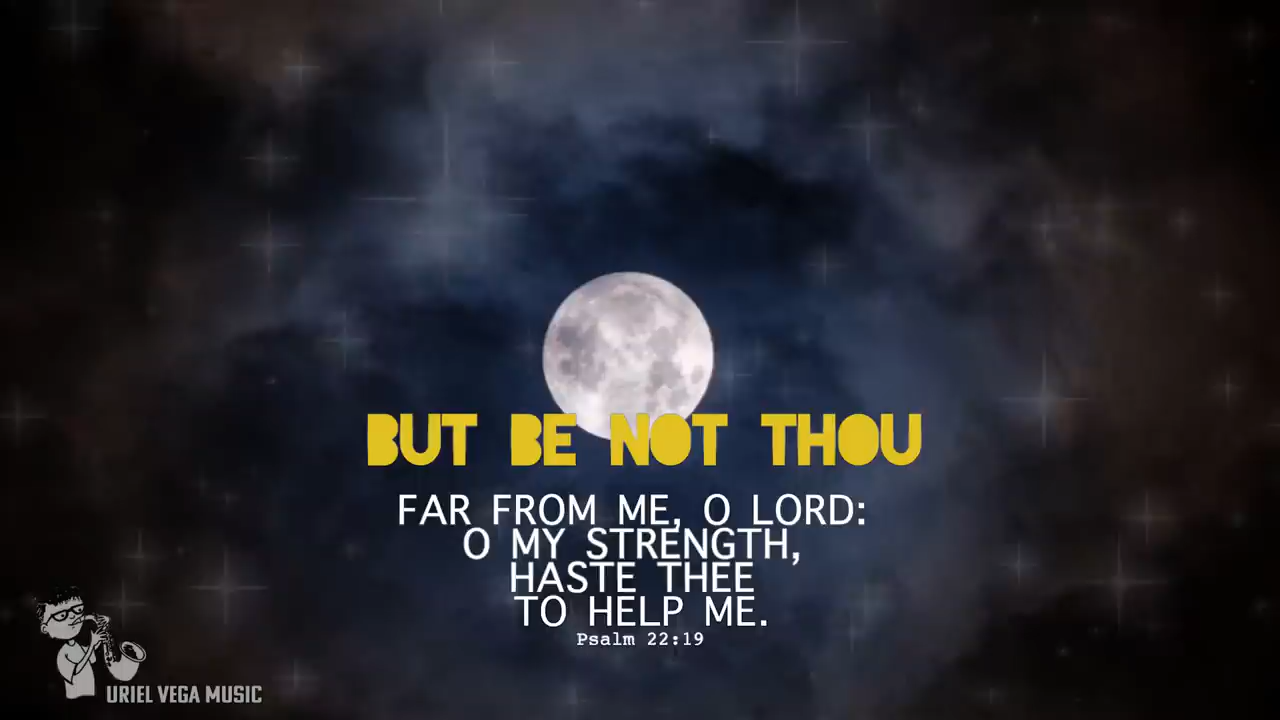 BUT BE NOT THOU
FAR FROM ME, O LORD:
O MY STRENGTH,
HASTE THEE
TO HELP ME.
Psalm 22:19
URIEL VEGA MUSIC